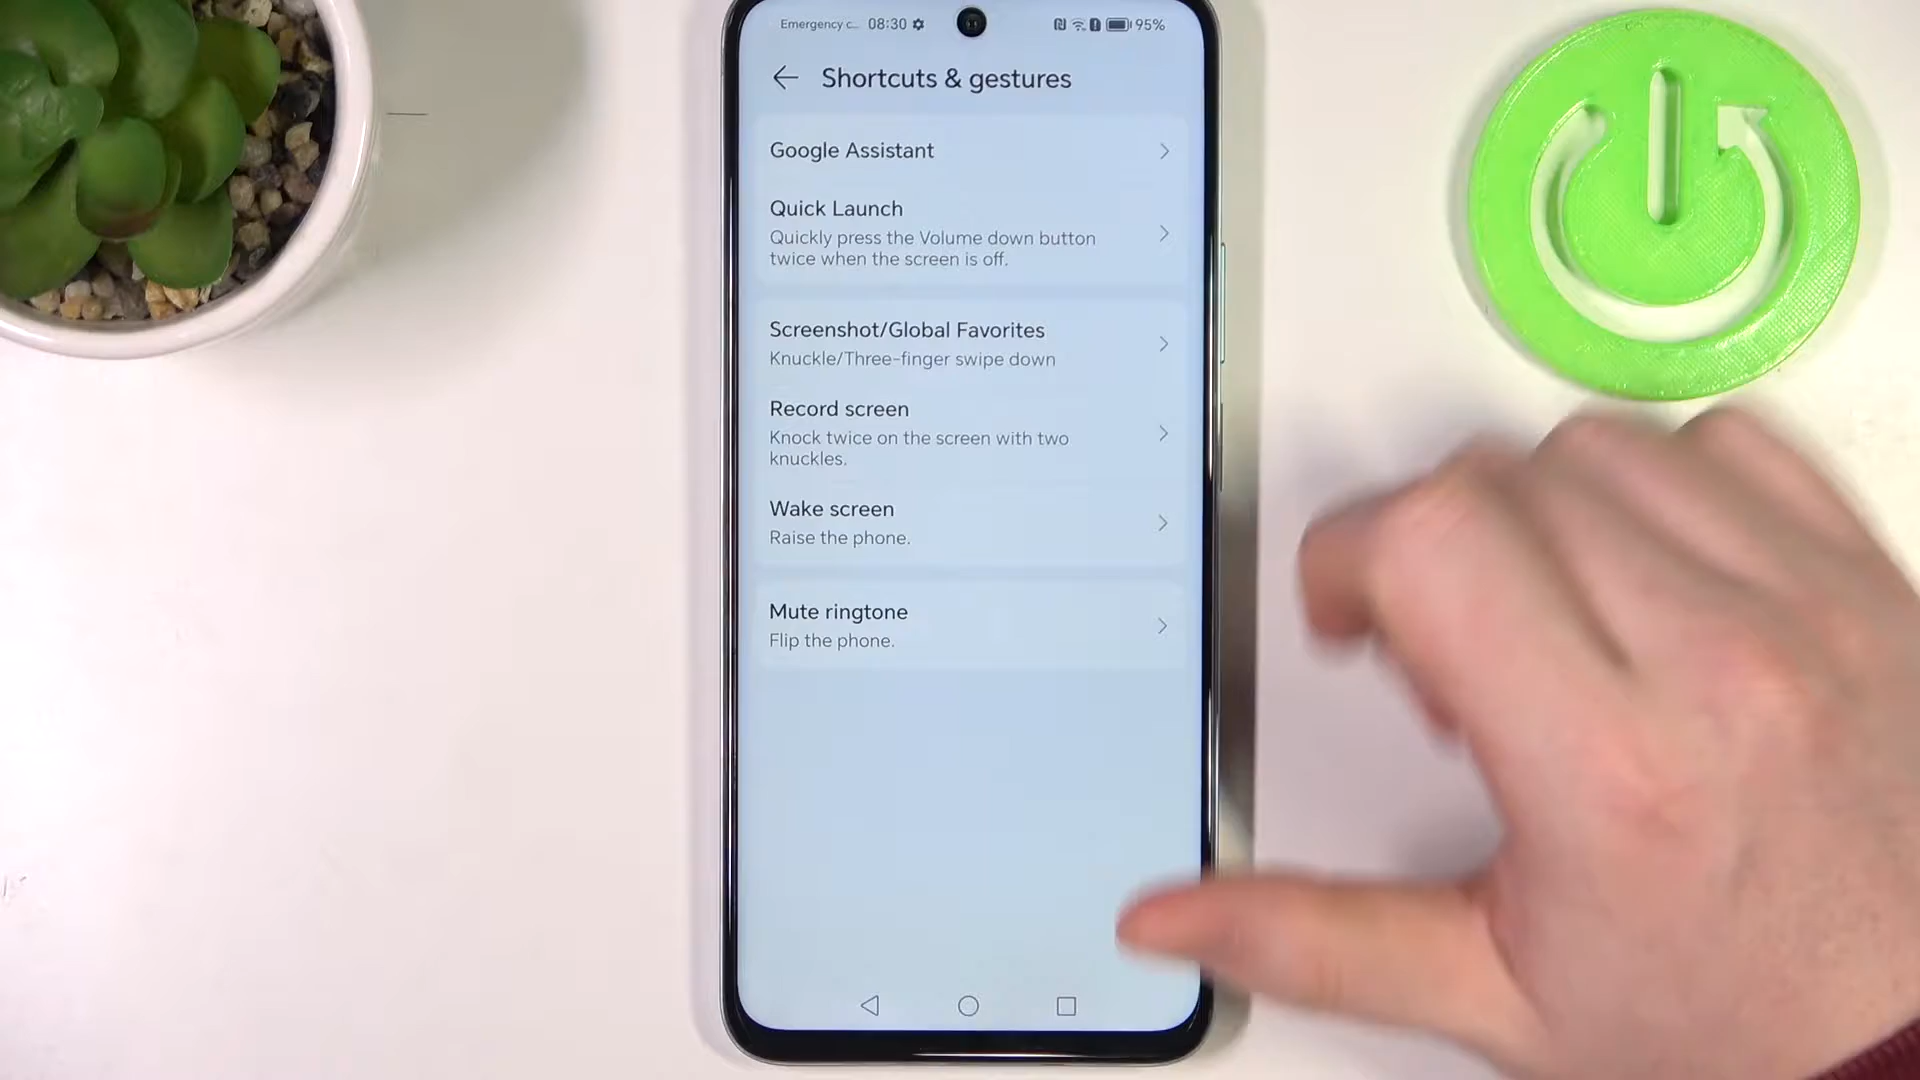 Emergency c... 08:30 95%
Shortcuts & gestures
Google Assistant
Quick Launch
Quickly press the Volume down button
twice when the screen is off.
Screenshot/Global Favorites
Knuckle/Three-finger swipe down
Record screen
Knock twice on the screen with two
knuckles.
Wake screen
Raise the phone.
Mute ringtone
Flip the phone.